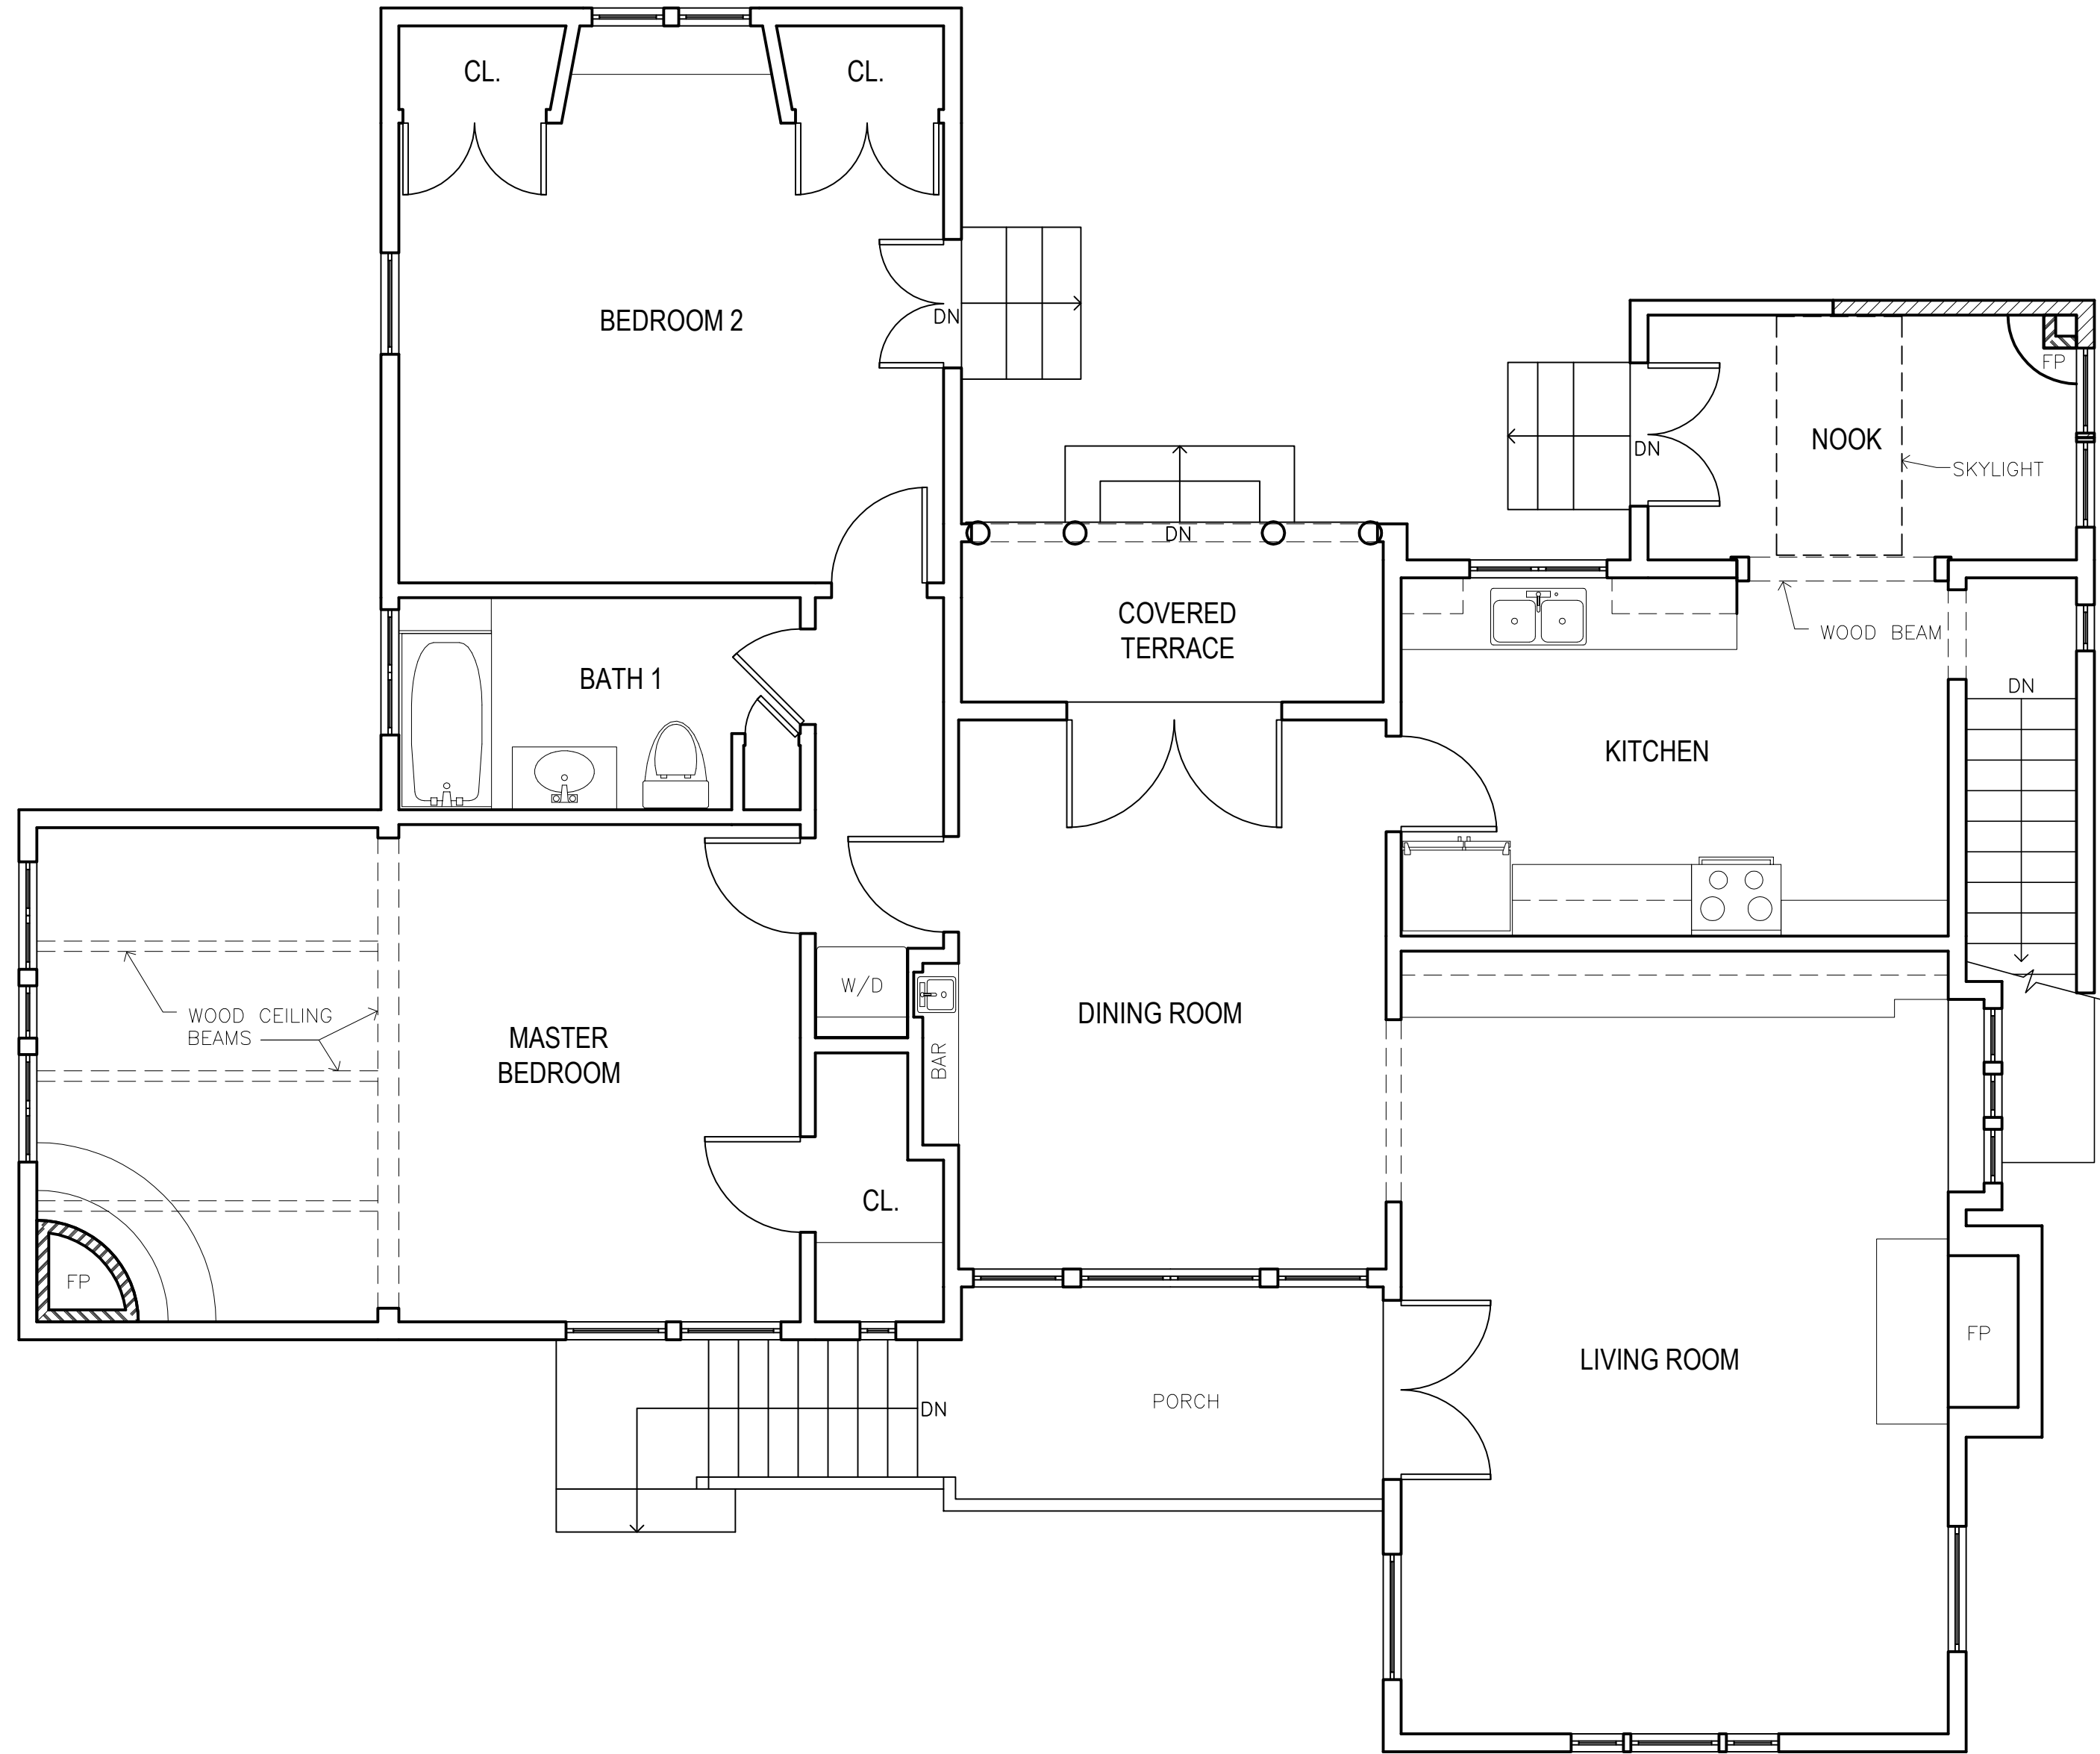 CL.
CL.
BEDROOM 2
DN
FP
NOOK
DN
SKYLIGHT
DN
COVERED
TERRACE
WOOD BEAM
BATH 1
DN
KITCHEN
W/D
WOOD CEILING
BEAMS
MASTER
BEDROOM
DINING ROOM
BAR
CL.
FP
FP
LIVING ROOM
PORCH
DN